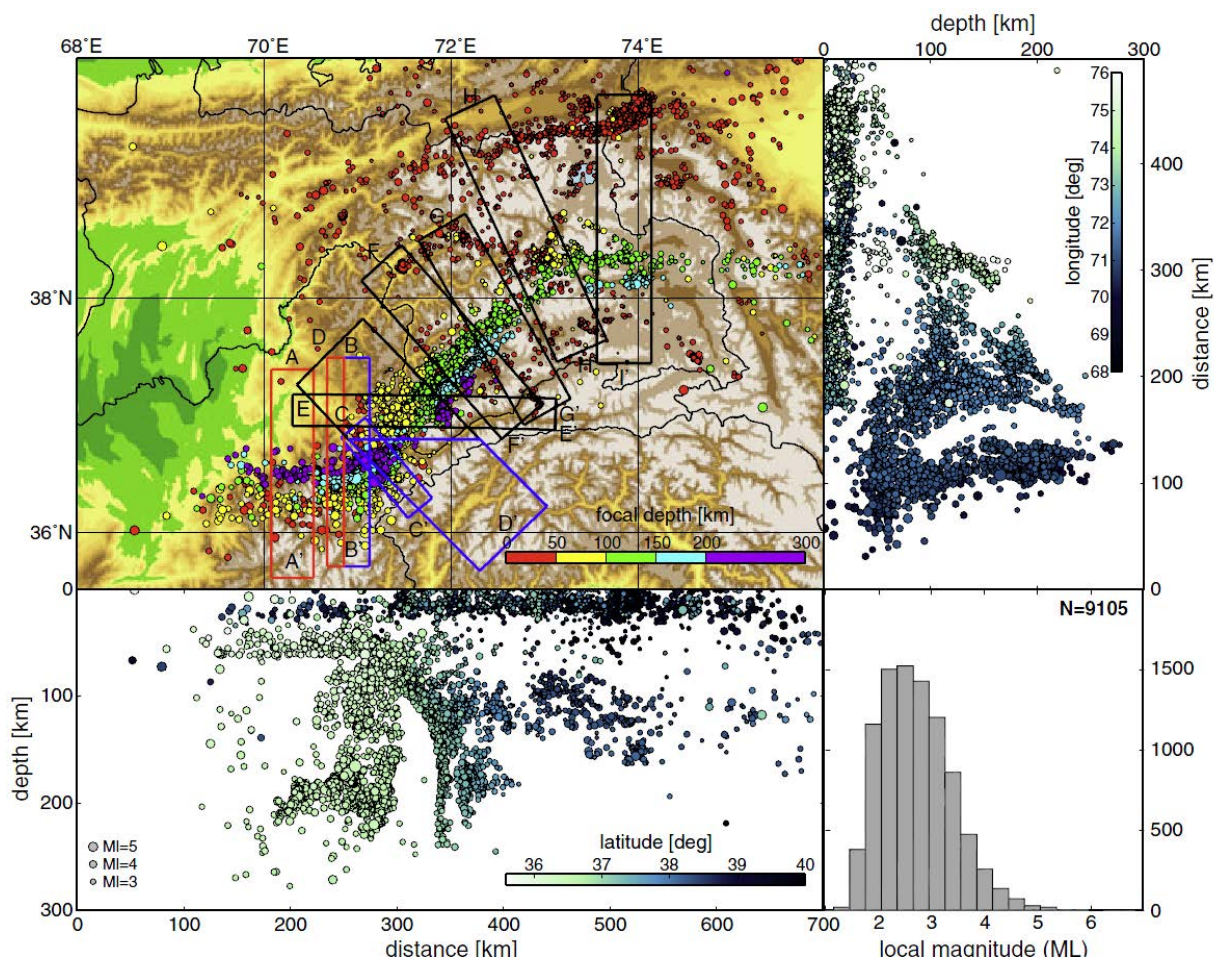 depth [km]
68˚E 70˚E 72˚E 74˚E 0 100 200 300
H
76
75
74
73
72
71
70
69
68
longitude [deg]
400
300
200
100
0
distance [km]
G
F
38˚N
D B
A
H' I'
E C
G'
E'
F'
C' D'
focal depth [km]
36˚N
0 50 100 150 200 300
A' B'
0
100
200
300
depth [km]
Ml=5
Ml=4
Ml=3
latitude [deg]
36 37 38 39 40
N=9105
1500
1000
500
0
0 100 200 300 400 500 600 700 2 3 4 5 6
distance [km] local magnitude (ML)